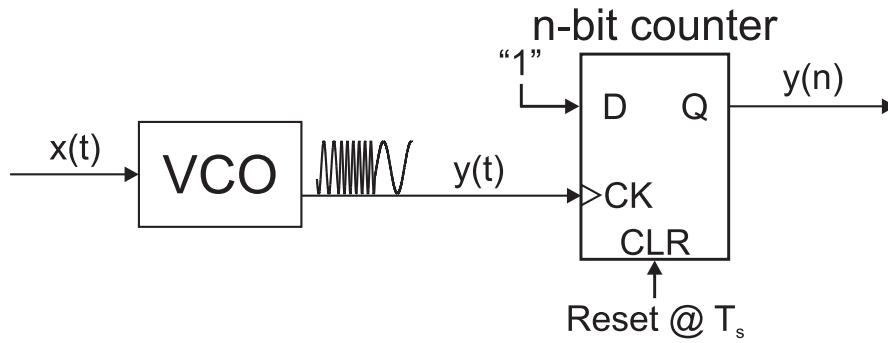 n-bit counter
“1”
D
Q
y(n)
x(t)
VCO
y(t)
CK
CLR
Reset @ Ts